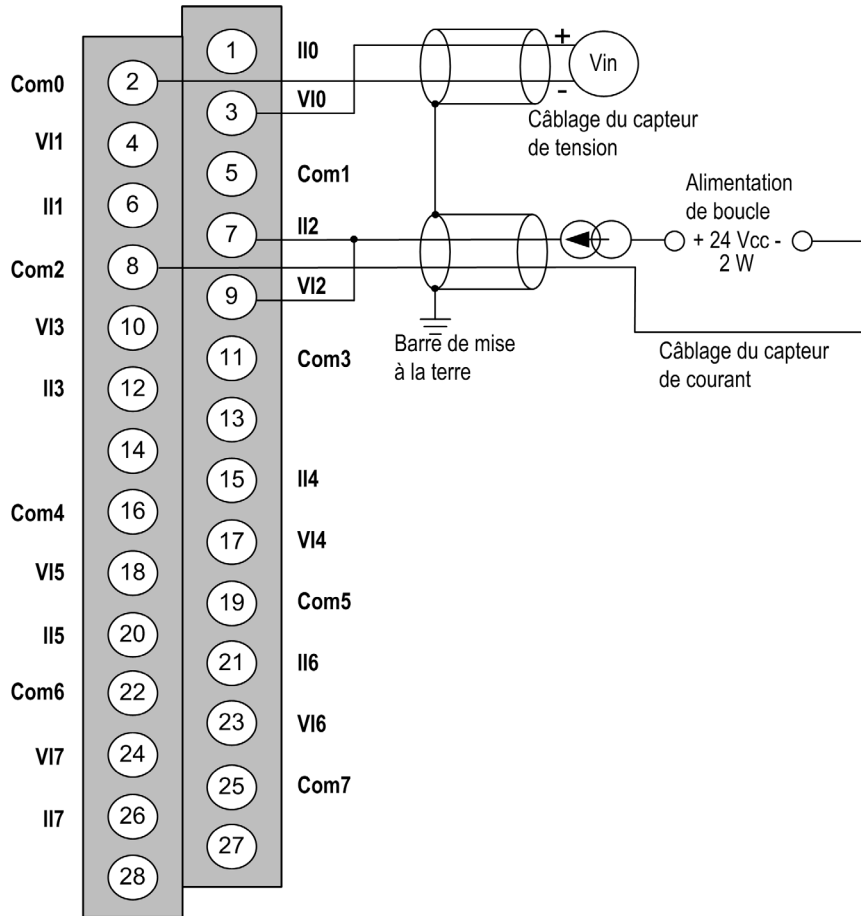 1 II0
+
Vin
-
Com0 2
3 VI0
Câblage du capteur
de tension
VI1 4
5 Com1
Alimentation
de boucle
+ 24 Vcc -
2 W
II1 6
7 II2
Com2 8
9 VI2
VI3 10
Barre de mise
à la terre
Câblage du capteur
de courant
11 Com3
II3 12
13
14
15 II4
Com4 16
17 VI4
VI5 18
19 Com5
II5 20
21 II6
Com6 22
23 VI6
VI7 24
25 Com7
II7 26
27
28